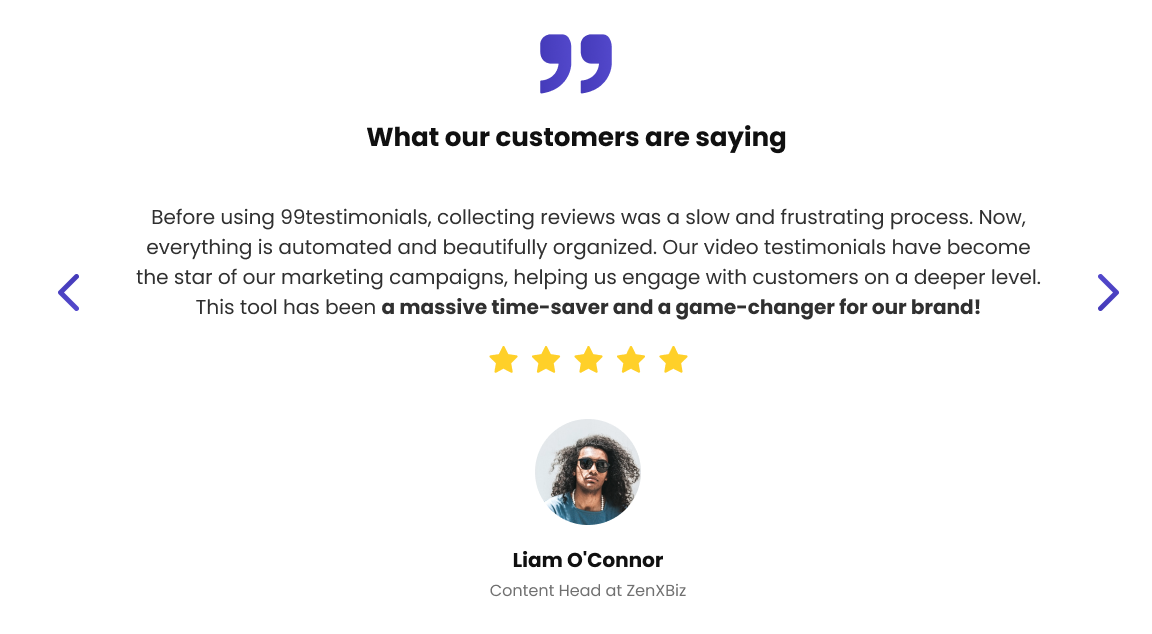 What our customers are saying
Before using 99testimonials, collecting reviews was a slow and frustrating process. Now,
everything is automated and beautifully organized. Our video testimonials have become
the star of our marketing campaigns, helping us engage with customers on a deeper level.
This tool has been a massive time-saver and a game-changer for our brand!
Liam O'Connor
Content Head at ZenXBiz